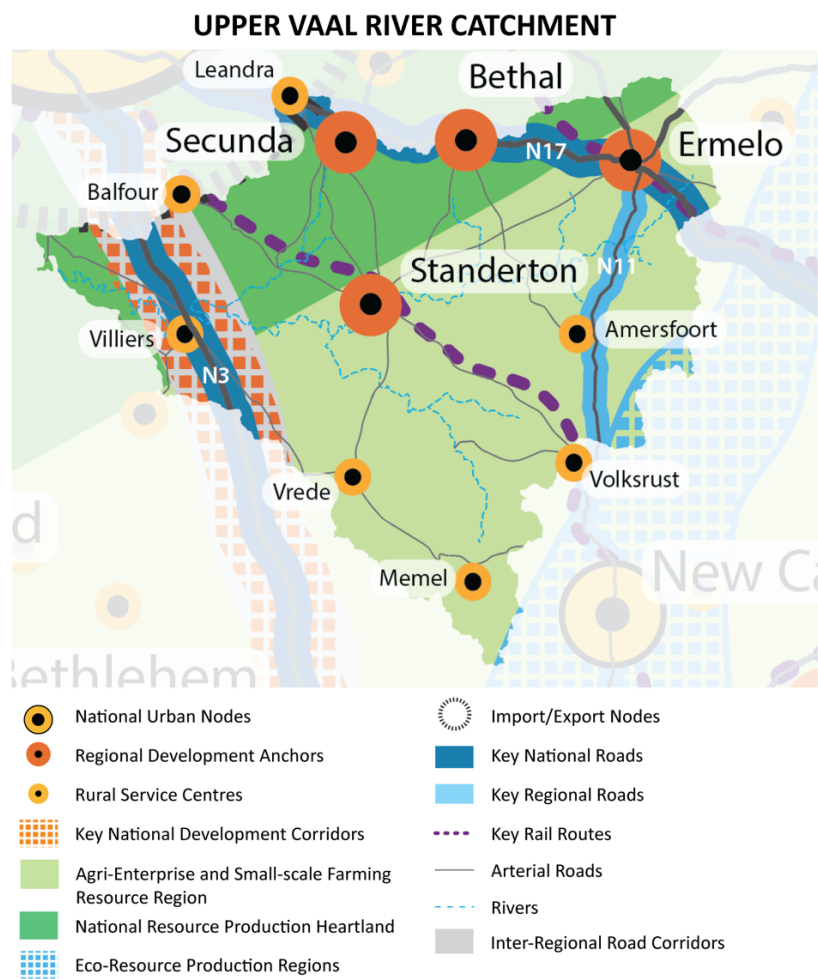 UPPER VAAL RIVER CATCHMENT
Leandra
Bethal
Secunda
Ermelo
N17
Balfour
Standerton
N11
Villiers
Amersfoort
N3
Vrede
Volksrust
d
Memel
New Ca
ethlehem
National Urban Nodes
Regional Development Anchors
Rural Service Centres
Key National Development Corridors
Agri-Enterprise and Small-scale Farming
Resource Region
National Resource Production Heartland
Eco-Resource Production Regions
Import/Export Nodes
Key National Roads
Key Regional Roads
Key Rail Routes
Arterial Roads
Rivers
Inter-Regional Road Corridors